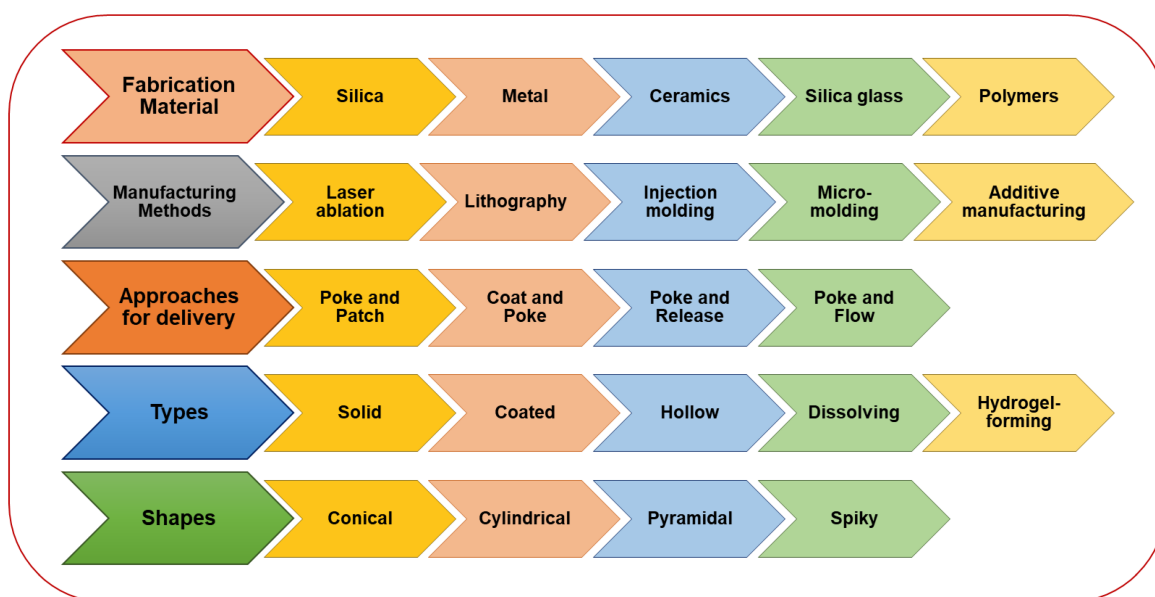 Fabrication
Material
Silica
Metal
Ceramics
Silica glass
Polymers
Manufacturing
Methods
Laser
ablation
Lithography
Injection
molding
Micro-
molding
Additive
manufacturing
Approaches
for delivery
Poke and
Patch
Coat and
Poke
Poke and
Release
Poke and
Flow
Types
Solid
Coated
Hollow
Dissolving
Hydrogel-
forming
Shapes
Conical
Cylindrical
Pyramidal
Spiky